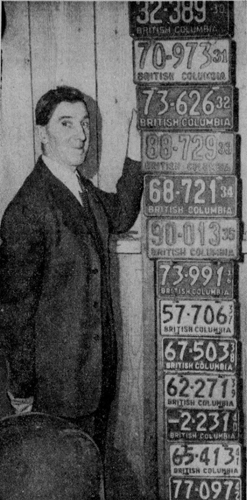 32·389 30
BRITISH COLUMBIA
70-973 31
BRITISH COLUMBIA
73-626 32
BRITISH COLUMBIA
88-729 33
BRITISH COLUMBIA
68-721 34
BRITISH COLUMBIA
90-013 35
BRITISH COLUMBIA
73-991
BRITISH COLUMBIA
57·706
BRITISH COLUMBIA
67·503
BRITISH COLUMBIA
62-271
BRITISH COLUMBIA
-2-231
BRITISH COLUMBIA
65-413
BRITISH COLUMBIA
77-097